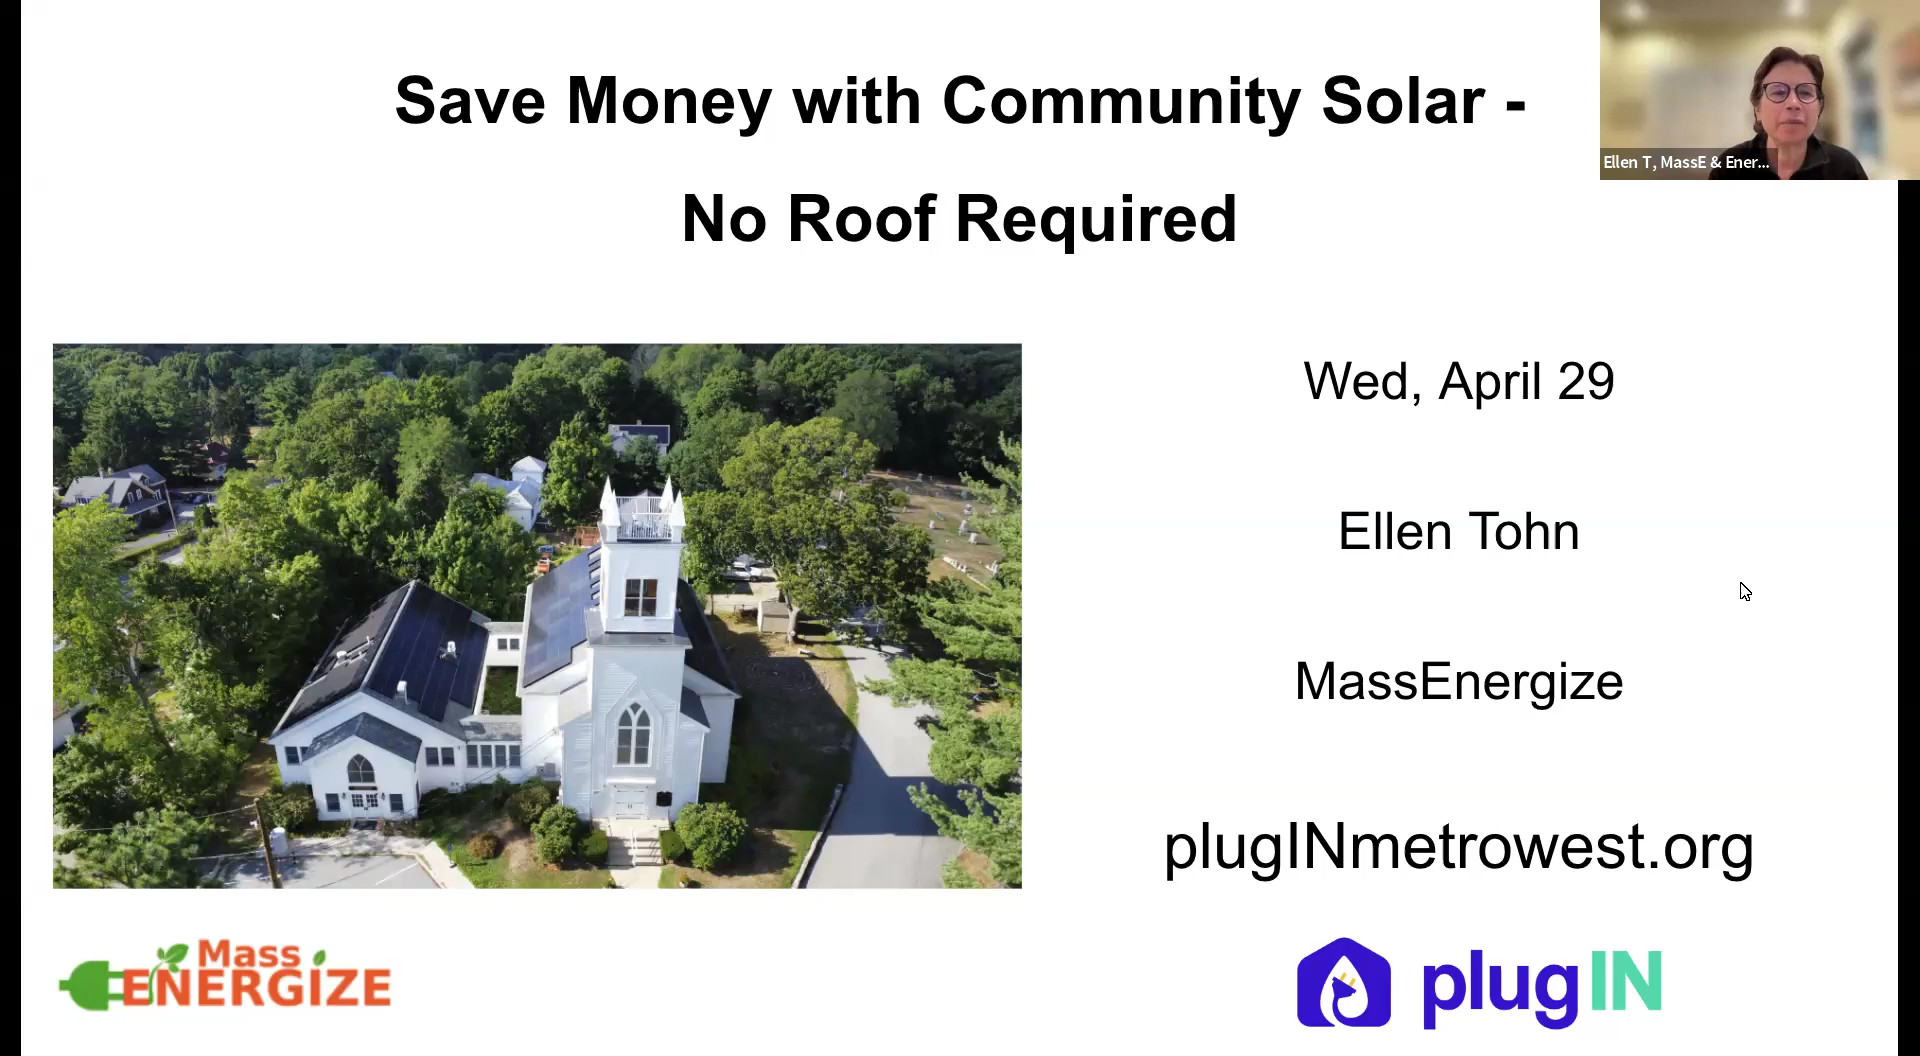 Save Money with Community Solar -
No Roof Required
Ellen T, MassE & Ener...
Wed, April 29
Ellen Tohn
MassEnergize
plugINmetrowest.org
Mass
ENERGIZE
plugIN